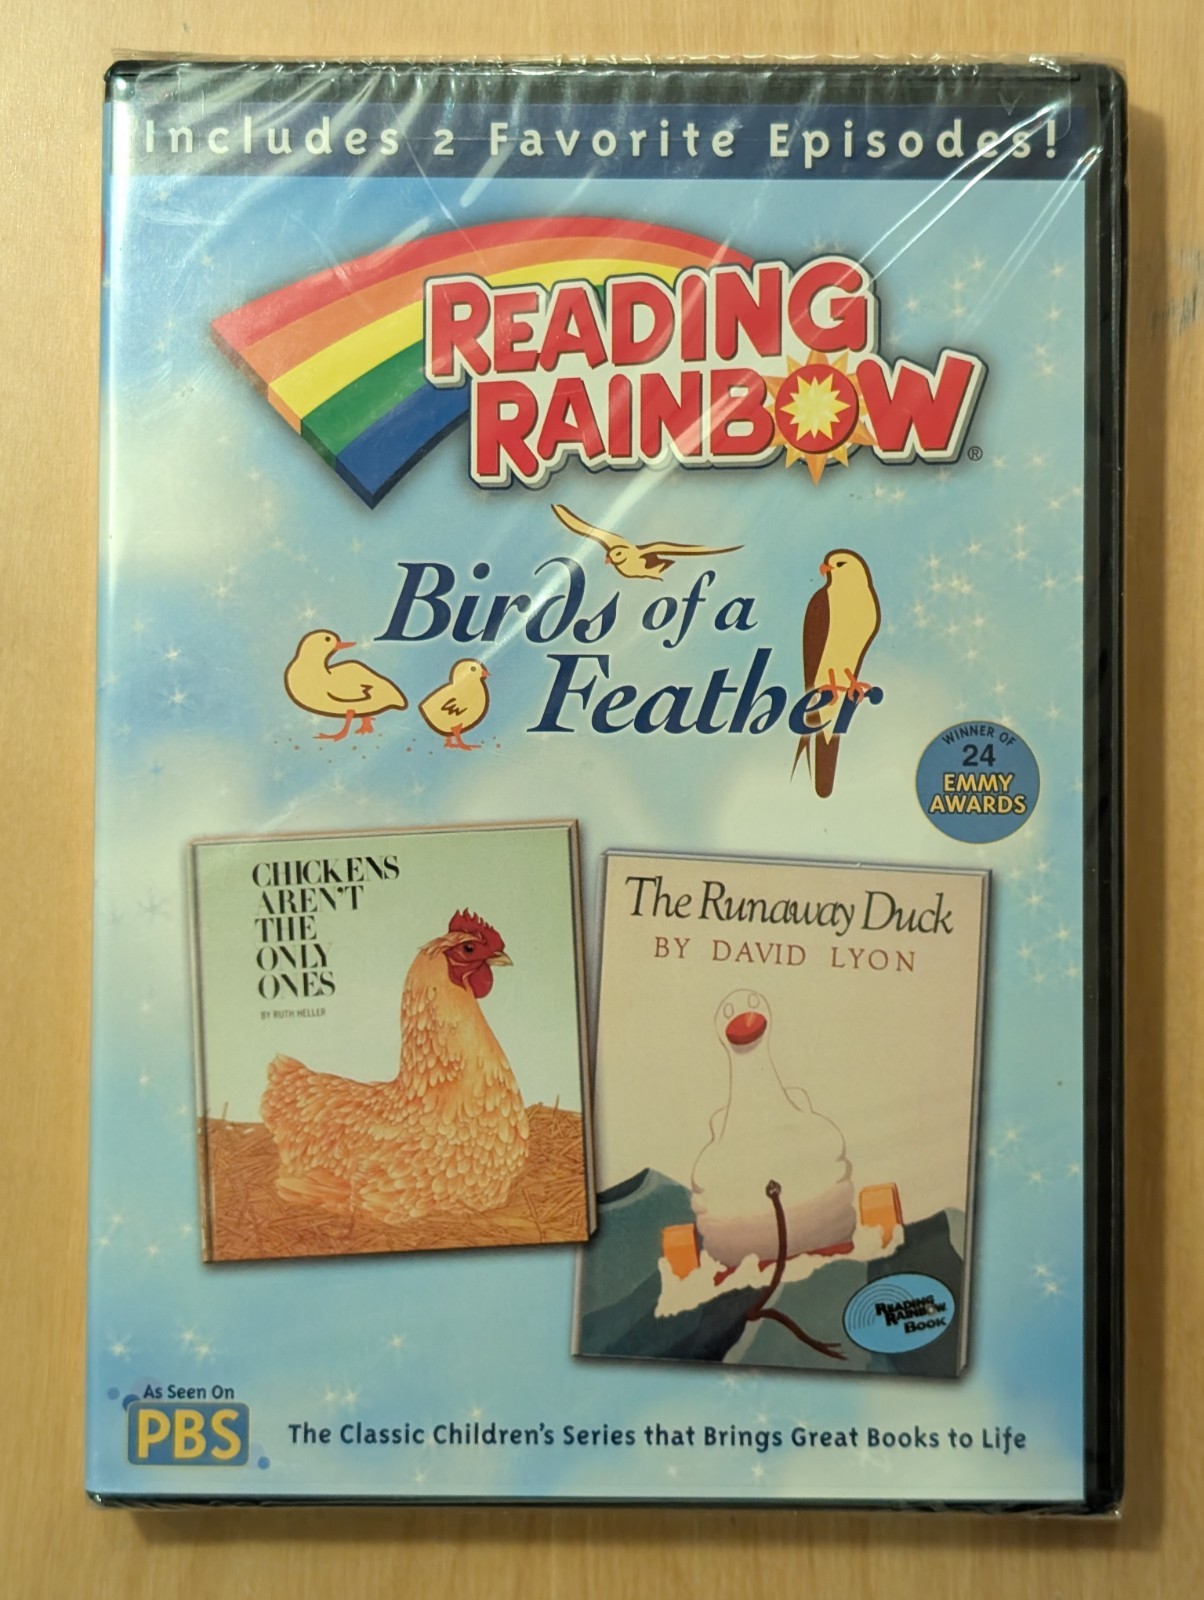 Includes 2 Favorite Episodes!
READING
RAINBOW®
Birds of a
Feather
WINNER OF
24
EMMY
AWARDS
CHICKENS
AREN'T
THE
ONLY
ONES
BY RUTH HELLER
The Runaway Duck
BY DAVID LYON
READING
RAINBOW
BOOK
As Seen On
PBS
The Classic Children's Series that Brings Great Books to Life